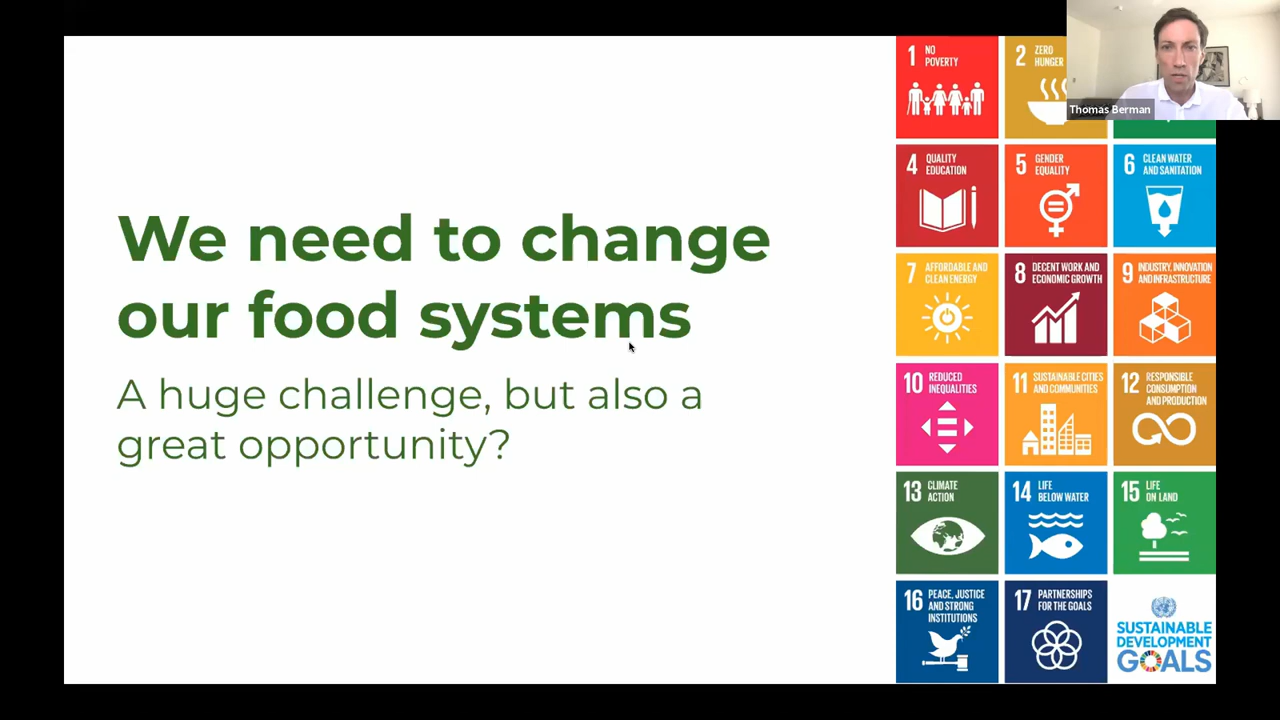 We need to change
our food systems
A huge challenge, but also a
great opportunity?
1 NO
POVERTY
2 ZERO
HUNGER
Thomas Berman
4 QUALITY
EDUCATION
5 GENDER
EQUALITY
6 CLEAN WATER
AND SANITATION
7 AFFORDABLE AND
CLEAN ENERGY
8 DECENT WORK AND
ECONOMIC GROWTH
9 INDUSTRY, INNOVATION
AND INFRASTRUCTURE
10 REDUCED
INEQUALITIES
11 SUSTAINABLE CITIES
AND COMMUNITIES
12 RESPONSIBLE
CONSUMPTION
AND PRODUCTION
13 CLIMATE
ACTION
14 LIFE
BELOW WATER
15 LIFE
ON LAND
16 PEACE, JUSTICE
AND STRONG
INSTITUTIONS
17 PARTNERSHIPS
FOR THE GOALS
SUSTAINABLE
DEVELOPMENT
GOALS